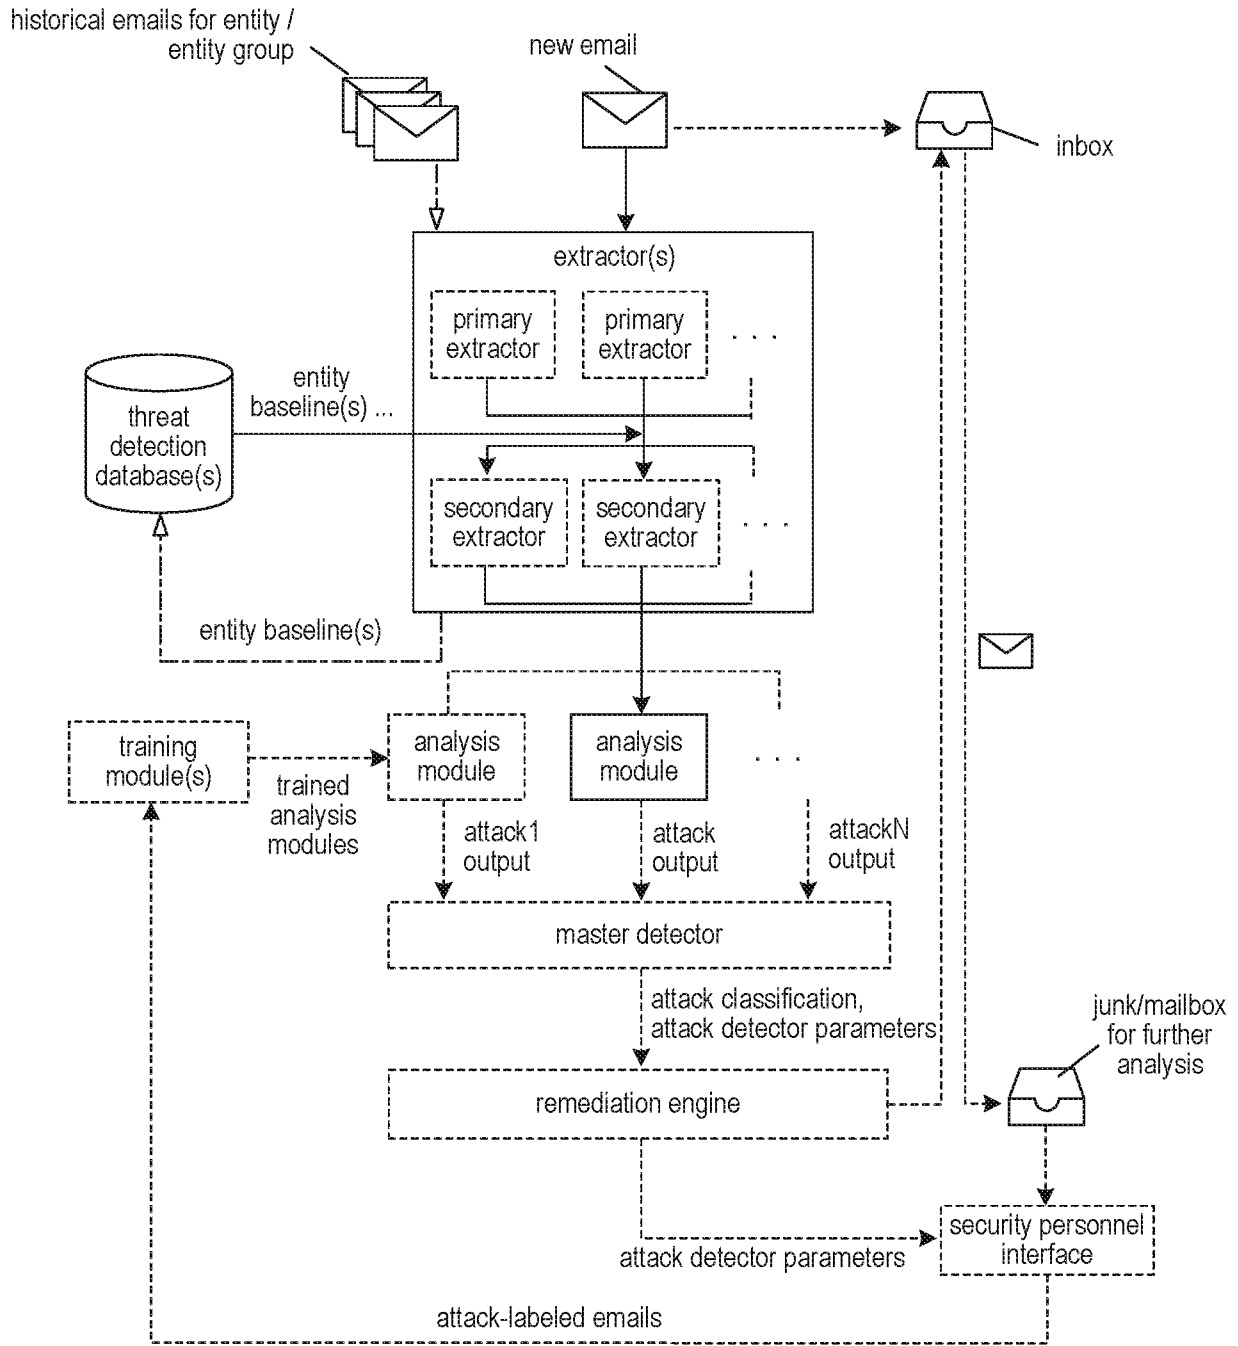 historical emails for entity /
entity group
new email
inbox
extractor(s)
primary
extractor
primary
extractor
. . .
entity
baseline(s) ...
threat
detection
database(s)
secondary
extractor
secondary
extractor
. . .
entity baseline(s)
training
module(s)
trained
analysis
modules
analysis
module
analysis
module
. . .
attack1
output
attack
output
attackN
output
master detector
attack classification,
attack detector parameters
junk/mailbox
for further
analysis
remediation engine
security personnel
interface
attack detector parameters
attack-labeled emails